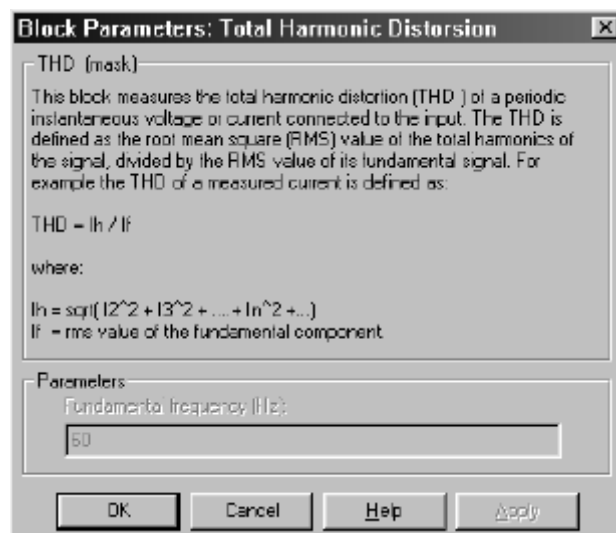 Block Parameters: Total Harmonic Distorsion
THD (mask)
This block measures the total harmonic distortion (THD ) of a periodic
instantaneous voltage or current connected to the input. The THD is
defined as the root mean square (RMS) value of the total harmonics of
the signal, divided by the RMS value of its fundamental signal. For
example the THD of a measured current is defined as:
THD = Ih / If
where:
Ih = sqrt( I2^2 + I3^2 + .... + In^2 +...)
If = rms value of the fundamental component
Parameters
Fundamental frequency (Hz):
60
OK Cancel Help Apply